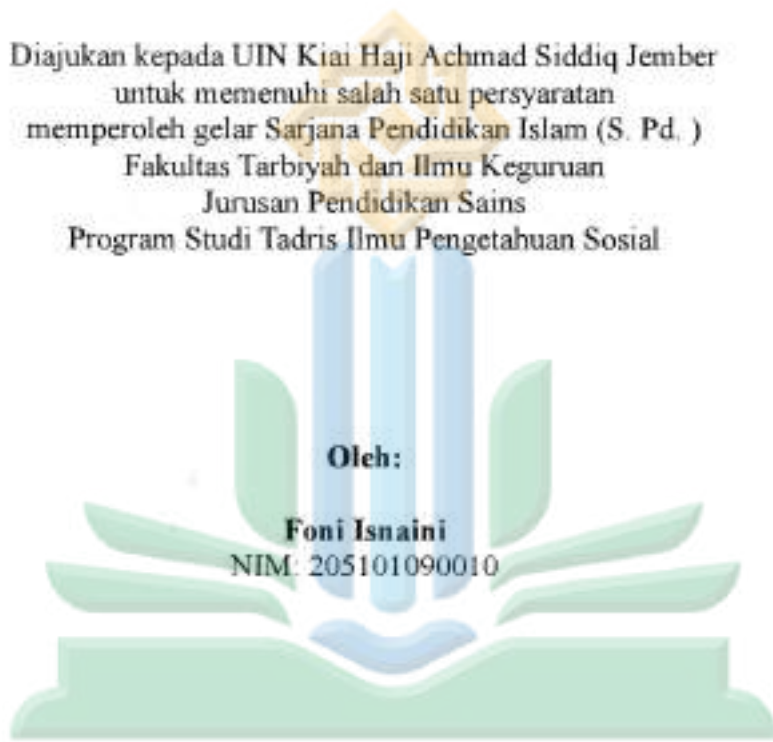 Diajukan kepada UIN Kiai Haji Achmad Siddiq Jember
untuk memenuhi salah satu persyaratan
memperoleh gelar Sarjana Pendidikan Islam (S. Pd. )
Fakultas Tarbiyah dan Ilmu Keguruan
Jurusan Pendidikan Sains
Program Studi Tadris Ilmu Pengetahuan Sosial
Oleh:
Foni Isnaini
NIM: 205101090010